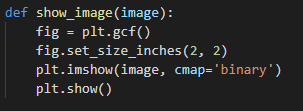 def show_image(image):
    fig = plt.gcf()
    fig.set_size_inches(2, 2)
    plt.imshow(image, cmap='binary')
    plt.show()